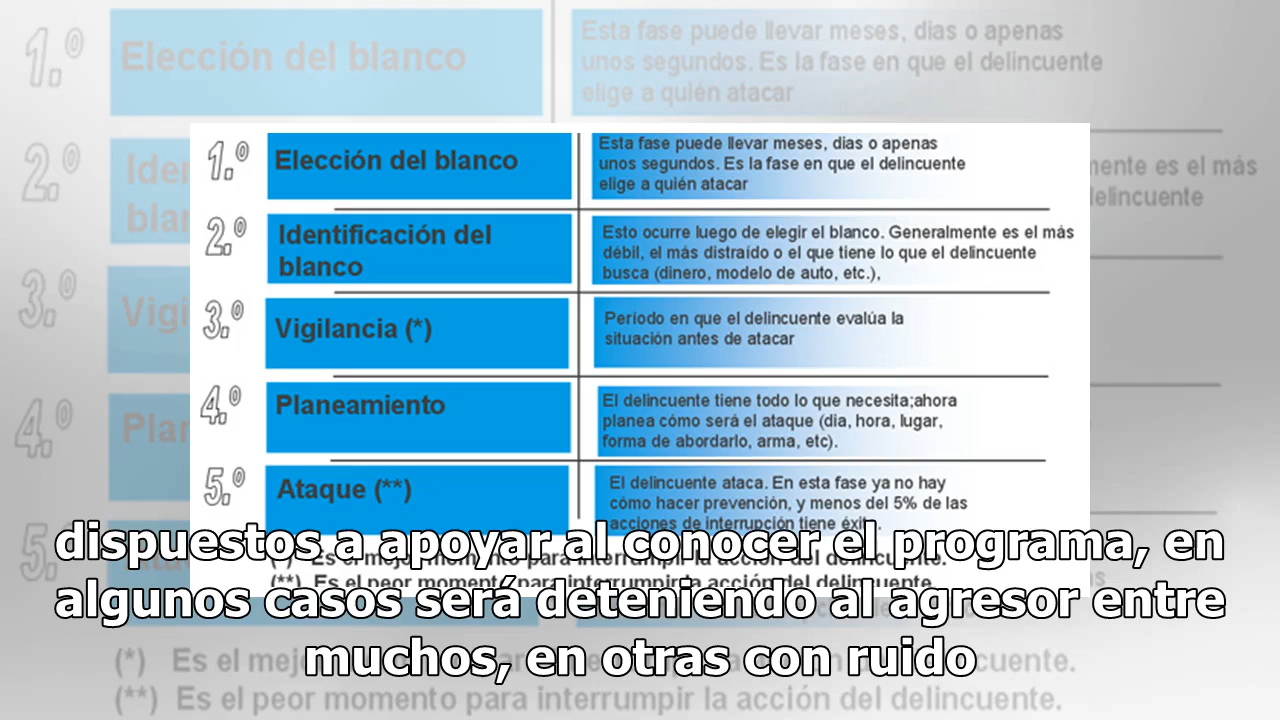 1.º Elección del blanco
Esta fase puede llevar meses, dias o apenas
unos segundos. Es la fase en que el delincuente
elige a quién atacar
2.º Identificación del
blanco
Esto ocurre luego de elegir el blanco. Generalmente es el más
débil, el más distraído o el que tiene lo que el delincuente
busca (dinero, modelo de auto, etc.),
3.º Vigilancia (*)
Período en que el delincuente evalúa la
situación antes de atacar
4.º Planeamiento
El delincuente tiene todo lo que necesita;ahora
planea cómo será el ataque (dia, hora, lugar,
forma de abordarlo, arma, etc).
5.º Ataque (**)
El delincuente ataca. En esta fase ya no hay
cómo hacer prevención, y menos del 5% de las
acciones de interrupción tiene
(*) Es el mejor momento para interrumpir la acción del delincuente.
(**) Es el peor momento para interrumpir la acción del delincuente.
dispuestos a apoyar al conocer el programa, en
algunos casos será deteniendo al agresor entre
muchos, en otras con ruido